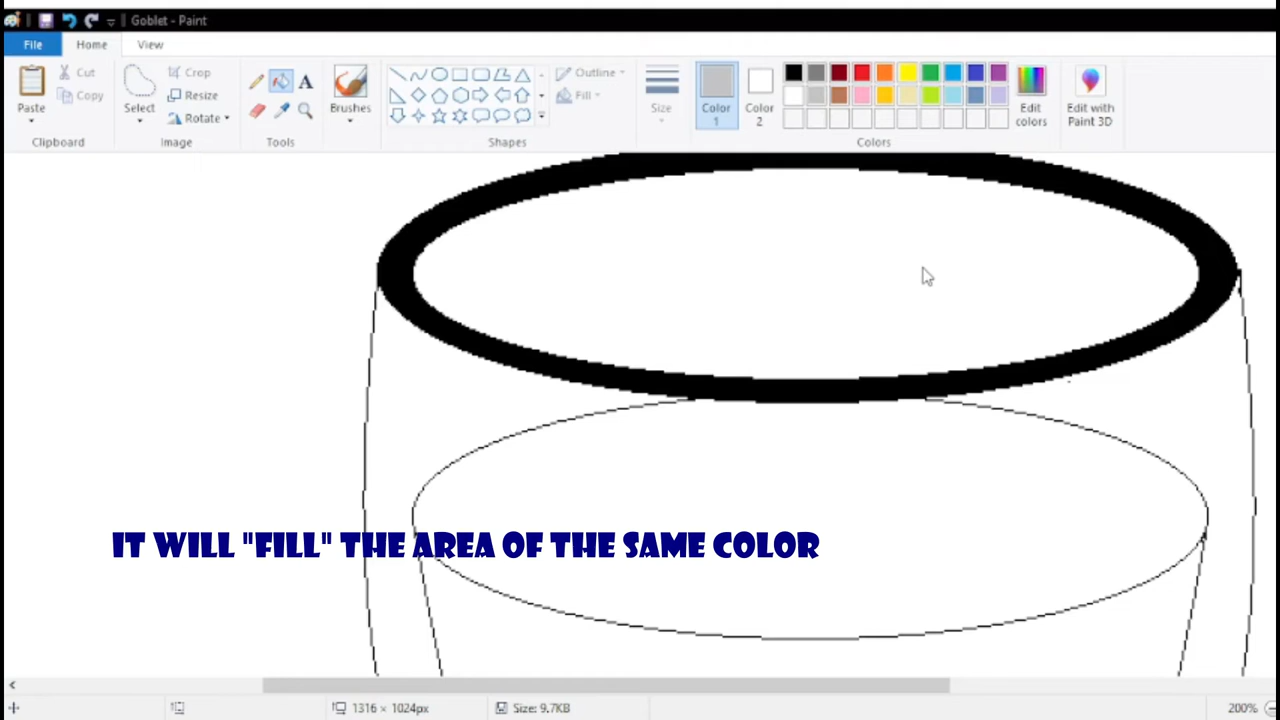 Goblet - Paint
File Home View
Paste Cut Copy Clipboard
Select Crop Resize Rotate Image
A Tools
Brushes
Outline Fill Shapes
Size
Color 1 Color 2 Edit colors Colors
Edit with Paint 3D
IT WILL "FILL" THE AREA OF THE SAME COLOR
1316 × 1024px Size: 9.7KB 200%